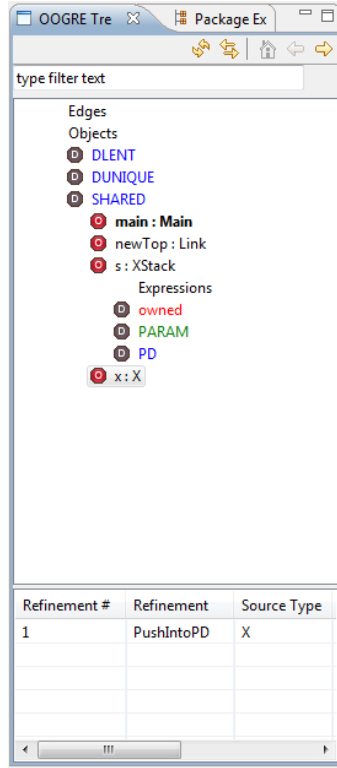 OOGRE Tre Package Ex
type filter text
Edges
Objects
D DLENT
D DUNIQUE
D SHARED
O main : Main
O newTop : Link
O s : XStack
Expressions
D owned
D PARAM
D PD
O x : X
Refinement # Refinement Source Type
1 PushIntoPD X